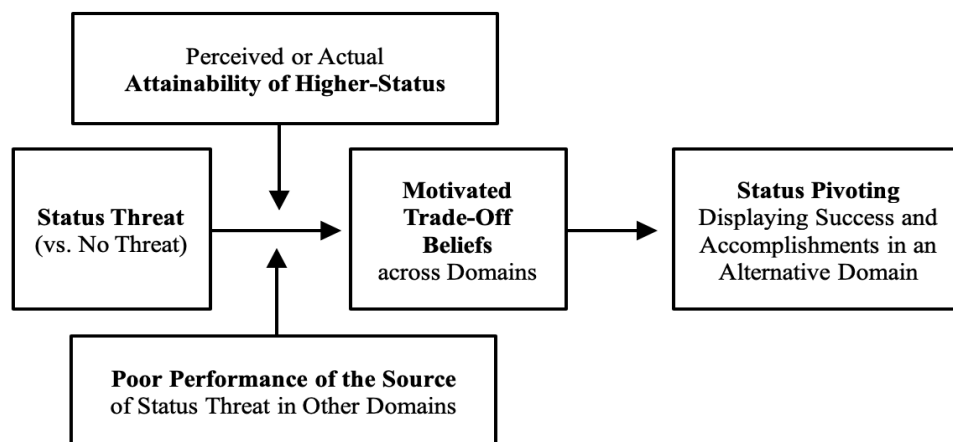 Perceived or Actual
Attainability of Higher-Status
Status Threat
(vs. No Threat)
Motivated
Trade-Off
Beliefs
across Domains
Status Pivoting
Displaying Success and
Accomplishments in an
Alternative Domain
Poor Performance of the Source
of Status Threat in Other Domains